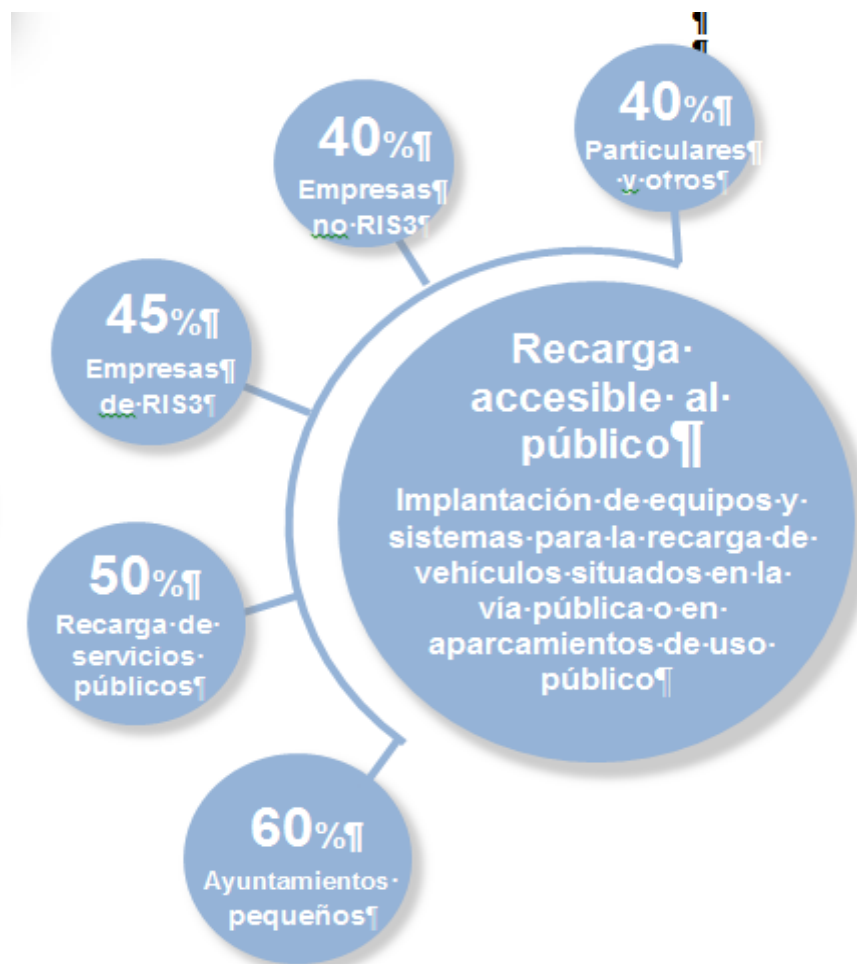 ¶
¶
40%¶
Particulares¶
·y·otros¶
40%¶
Empresas¶
no·RIS3¶
45%¶
Empresas¶
de·RIS3¶
50%¶
Recarga·de·
servicios·
públicos¶
60%¶
Ayuntamientos·
pequeños¶
Recarga·
accesible·al·
público¶
Implantación·de·equipos·y·
sistemas·para·la·recarga·de·
vehículos·situados·en·la·
vía·pública·o·en·
aparcamientos·de·uso·
público¶